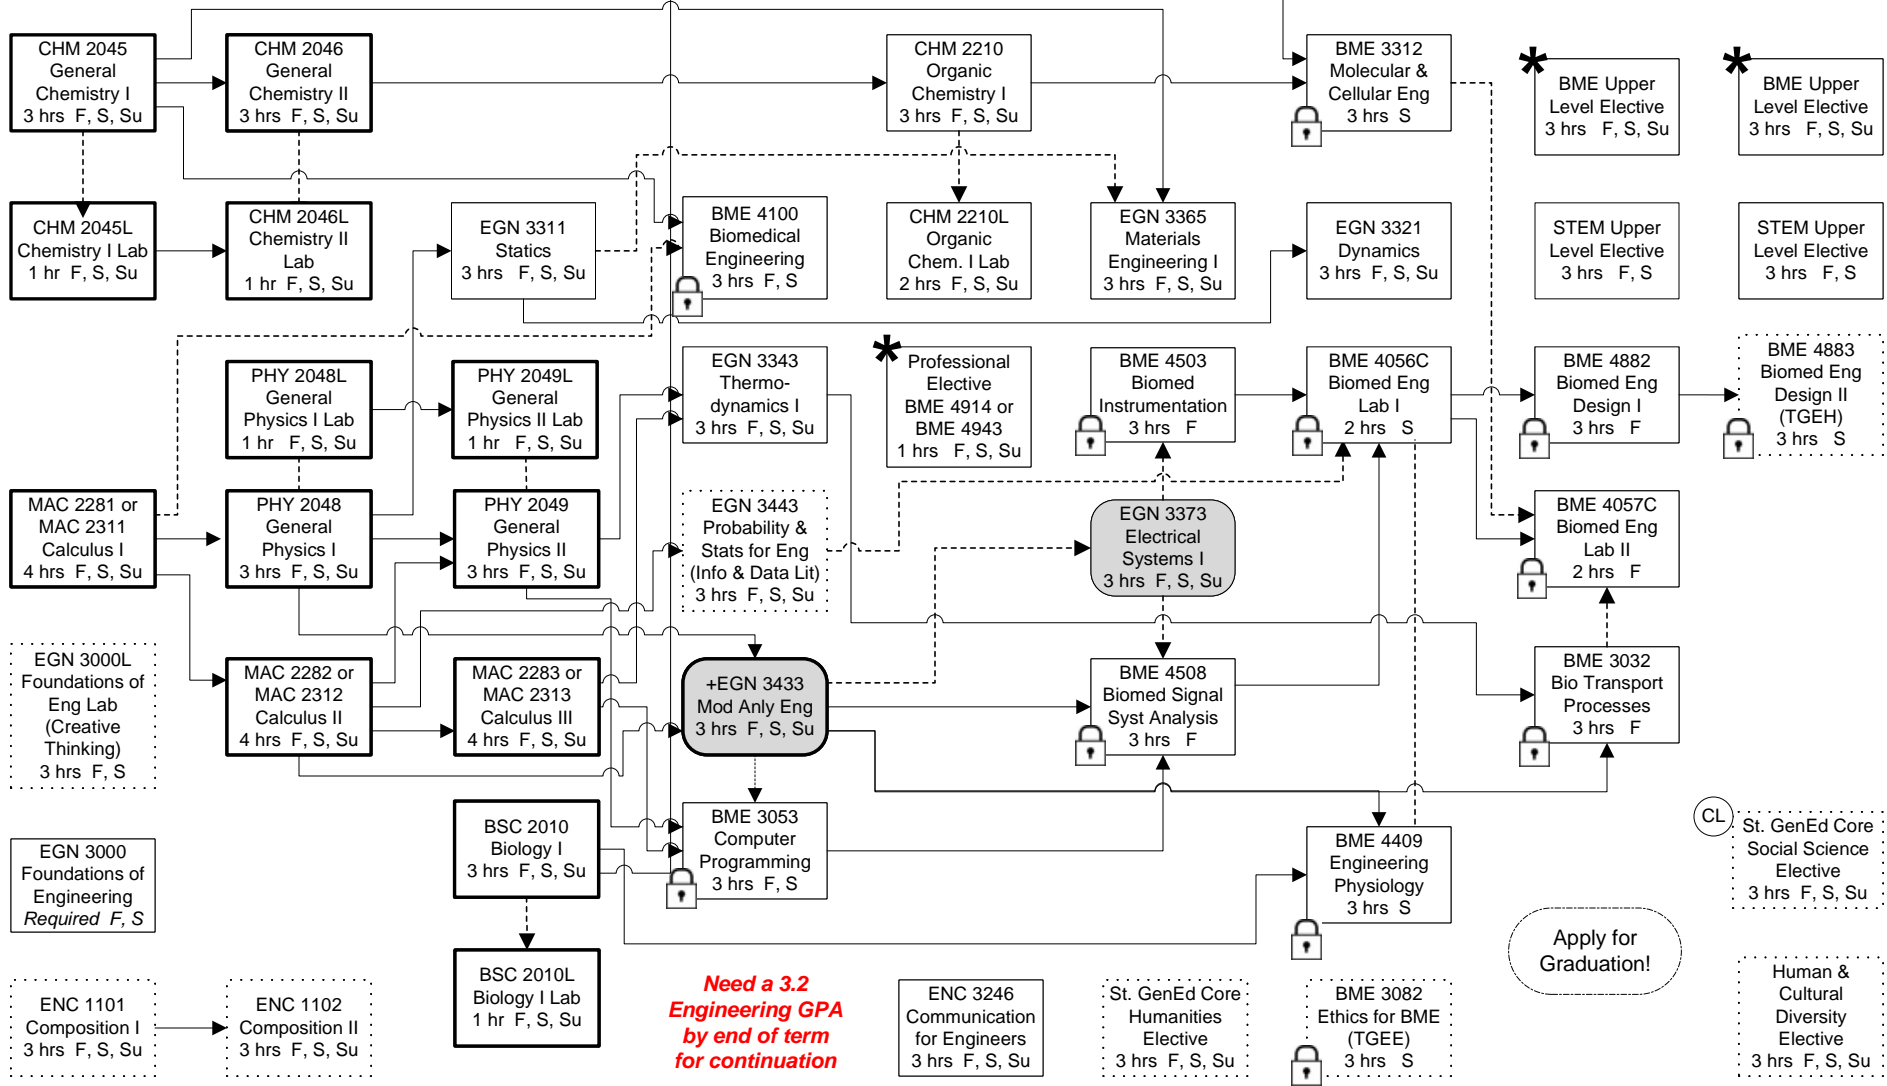 CHM 2045
General
Chemistry I
3 hrs F, S, Su
CHM 2046
General
Chemistry II
3 hrs F, S, Su
CHM 2210
Organic
Chemistry I
3 hrs F, S, Su
BME 3312
Molecular &
Cellular Eng
3 hrs S
*
BME Upper
Level Elective
3 hrs F, S, Su
*
BME Upper
Level Elective
3 hrs F, S, Su
CHM 2045L
Chemistry I Lab
1 hr F, S, Su
CHM 2046L
Chemistry II
Lab
1 hr F, S, Su
EGN 3311
Statics
3 hrs F, S, Su
BME 4100
Biomedical
Engineering
3 hrs F, S
CHM 2210L
Organic
Chem. I Lab
2 hrs F, S, Su
EGN 3365
Materials
Engineering I
3 hrs F, S, Su
EGN 3321
Dynamics
3 hrs F, S, Su
STEM Upper
Level Elective
3 hrs F, S
STEM Upper
Level Elective
3 hrs F, S
PHY 2048L
General
Physics I Lab
1 hr F, S, Su
PHY 2049L
General
Physics II Lab
1 hr F, S, Su
EGN 3343
Thermo-
dynamics I
3 hrs F, S, Su
*
Professional
Elective
BME 4914 or
BME 4943
1 hrs F, S, Su
BME 4503
Biomed
Instrumentation
3 hrs F
BME 4056C
Biomed Eng
Lab I
2 hrs S
BME 4882
Biomed Eng
Design I
3 hrs F
BME 4883
Biomed Eng
Design II
(TGEH)
3 hrs S
MAC 2281 or
MAC 2311
Calculus I
4 hrs F, S, Su
PHY 2048
General
Physics I
3 hrs F, S, Su
PHY 2049
General
Physics II
3 hrs F, S, Su
EGN 3443
Probability &
Stats for Eng
(Info & Data Lit)
3 hrs F, S, Su
EGN 3373
Electrical
Systems I
3 hrs F, S, Su
BME 4057C
Biomed Eng
Lab II
2 hrs F
EGN 3000L
Foundations of
Eng Lab
(Creative
Thinking)
3 hrs F, S
MAC 2282 or
MAC 2312
Calculus II
4 hrs F, S, Su
MAC 2283 or
MAC 2313
Calculus III
4 hrs F, S, Su
+EGN 3433
Mod Anly Eng
3 hrs F, S, Su
BME 4508
Biomed Signal
Syst Analysis
3 hrs F
BME 3032
Bio Transport
Processes
3 hrs F
EGN 3000
Foundations of
Engineering
Required F, S
BSC 2010
Biology I
3 hrs F, S, Su
BME 3053
Computer
Programming
3 hrs F, S
BME 4409
Engineering
Physiology
3 hrs S
CL
St. GenEd Core
Social Science
Elective
3 hrs F, S, Su
Apply for
Graduation!
ENC 1101
Composition I
3 hrs F, S, Su
ENC 1102
Composition II
3 hrs F, S, Su
BSC 2010L
Biology I Lab
1 hr F, S, Su
Need a 3.2
Engineering GPA
by end of term
for continuation
ENC 3246
Communication
for Engineers
3 hrs F, S, Su
St. GenEd Core
Humanities
Elective
3 hrs F, S, Su
BME 3082
Ethics for BME
(TGEE)
3 hrs S
Human &
Cultural
Diversity
Elective
3 hrs F, S, Su